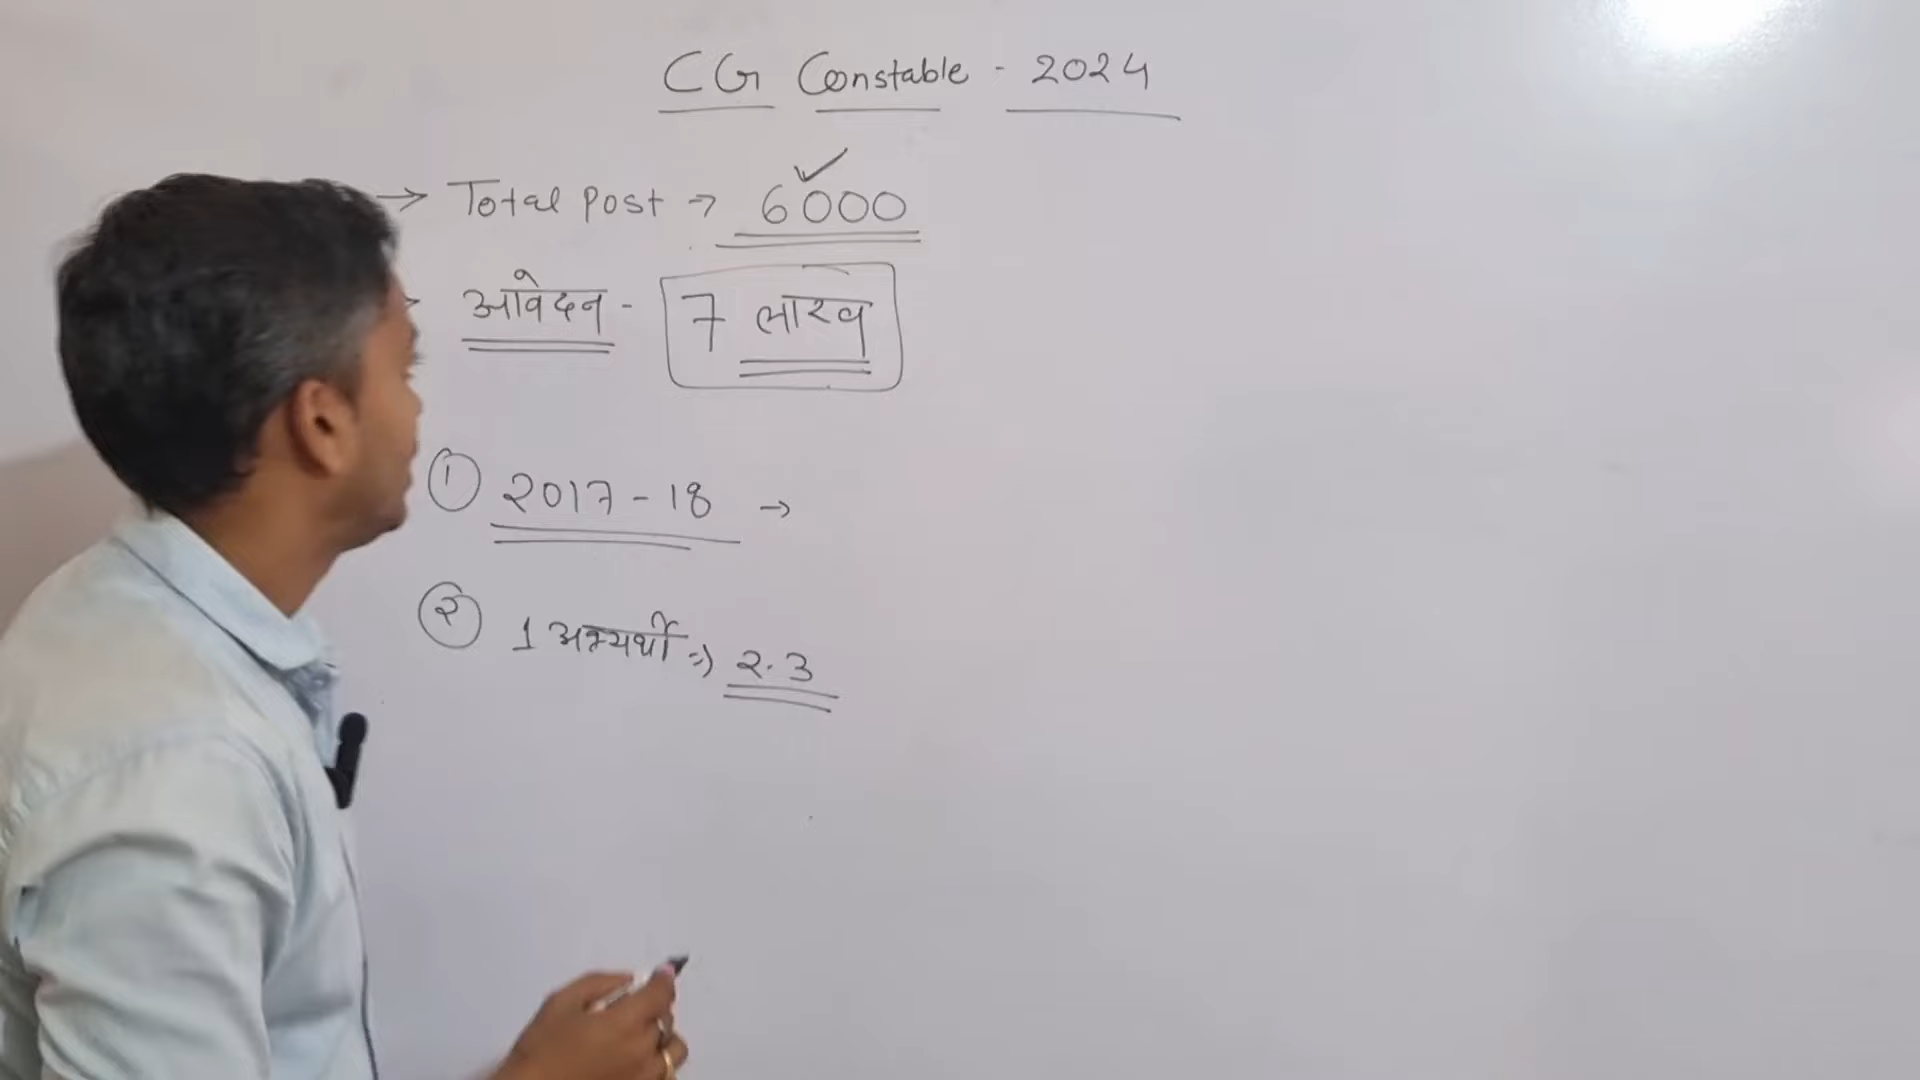 CG Constable - 2024
→ Total Post → 6000 ✓
आवेदन - 7 लाख
① 2017-18 →
② 1 अभ्यर्थी => 2.3